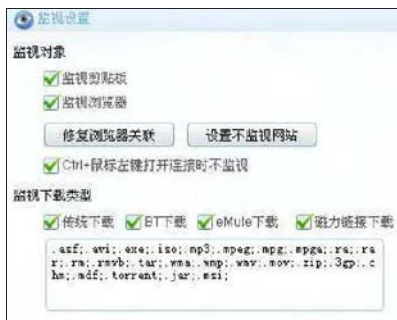 监视设置
监视对象
监视剪贴板
监视浏览器
修复浏览器关联 设置不监视网站
Ctrl+鼠标左键打开连接时不监视
监视下载类型
传统下载 BT下载 eMule下载 磁力链接下载
.asf;.avi;.exe;.iso;.mp3;.mpeg;.mpg;.mpga;.ra;.ra
r;.rm;.rmvb;.tar;.wma;.wmp;.wmv;.mov;.zip;.3gp;.c
hm;.mdf;.torrent;.jar;.msi;